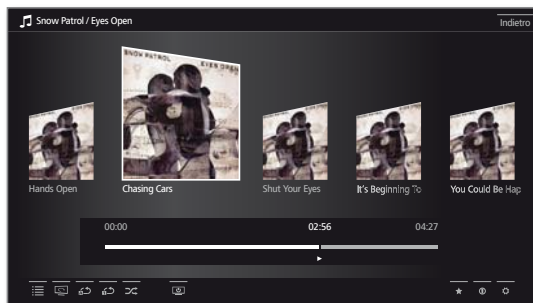 Snow Patrol / Eyes Open
Indietro
SNOW PATROL
EYES OPEN
Hands Open
Chasing Cars
Shut Your Eyes
It's Beginning To
You Could Be Hap
00:00
02:56
04:27